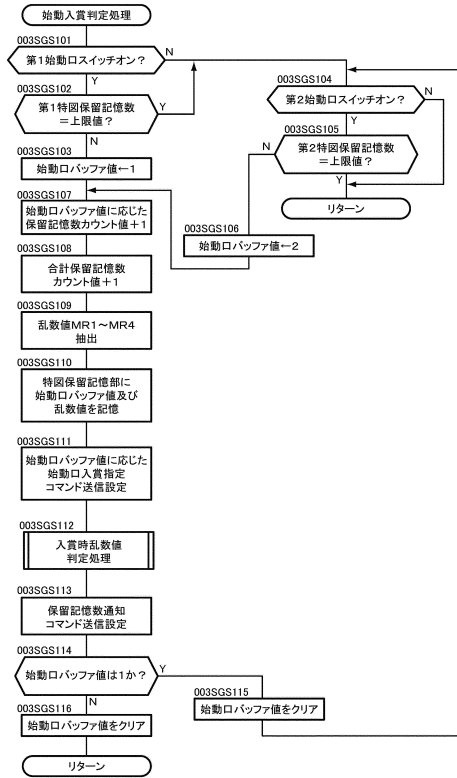 始動入賞判定処理
003SGS101
第1始動口スイッチオン？
N
Y
003SGS102
第1特図保留記憶数
＝上限値？
Y
N
003SGS103
始動口バッファ値←1
003SGS104
第2始動口スイッチオン？
N
Y
003SGS105
第2特図保留記憶数
＝上限値？
N
Y
リターン
003SGS106
始動口バッファ値←2
003SGS107
始動口バッファ値に応じた
保留記憶数カウント値＋1
003SGS108
合計保留記憶数
カウント値＋1
003SGS109
乱数値MR1～MR4
抽出
003SGS110
特図保留記憶部に
始動口バッファ値及び
乱数値を記憶
003SGS111
始動口バッファ値に応じた
始動口入賞指定
コマンド送信設定
003SGS112
入賞時乱数値
判定処理
003SGS113
保留記憶数通知
コマンド送信設定
003SGS114
始動口バッファ値は1か？
Y
N
003SGS115
始動口バッファ値をクリア
003SGS116
始動口バッファ値をクリア
リターン